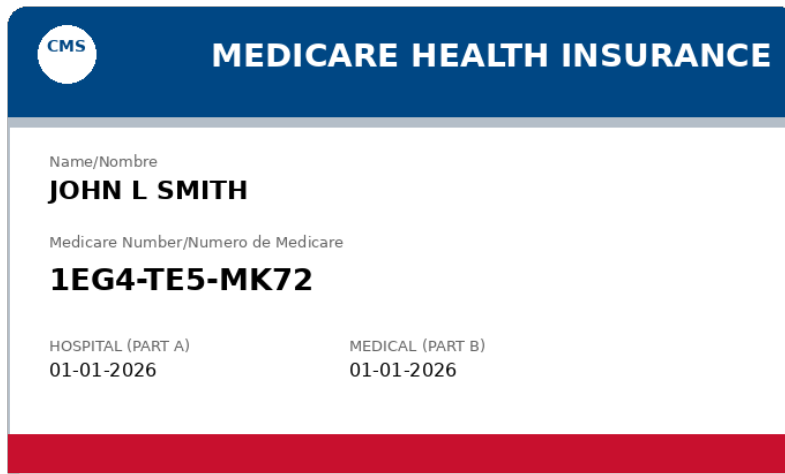 CMS
MEDICARE HEALTH INSURANCE
Name/Nombre
JOHN L SMITH
Medicare Number/Numero de Medicare
1EG4-TE5-MK72
HOSPITAL (PART A) MEDICAL (PART B)
01-01-2026 01-01-2026